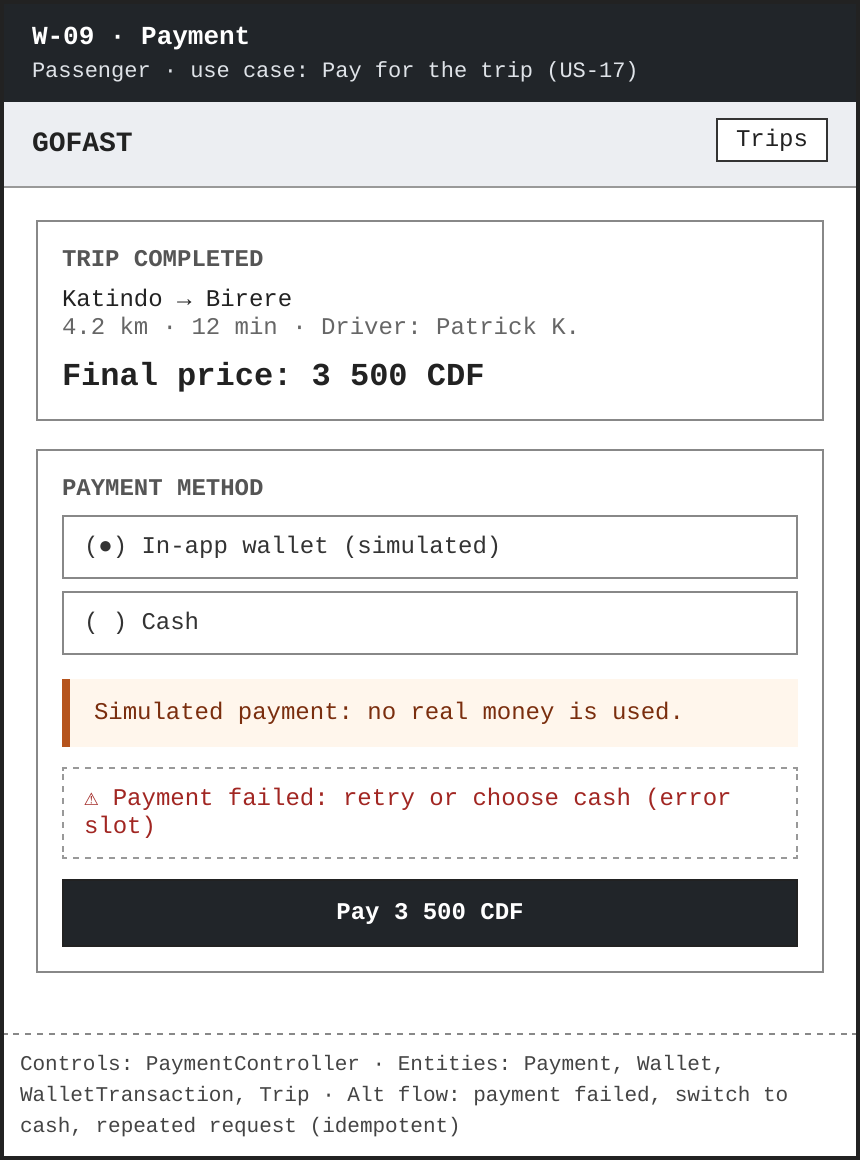 W-09 · Payment
Passenger · use case: Pay for the trip (US-17)
GOFAST
Trips
TRIP COMPLETED
Katindo → Birere
4.2 km · 12 min · Driver: Patrick K.
Final price: 3 500 CDF
PAYMENT METHOD
(●) In-app wallet (simulated)
( ) Cash
Simulated payment: no real money is used.
⚠ Payment failed: retry or choose cash (error
slot)
Pay 3 500 CDF
Controls: PaymentController · Entities: Payment, Wallet,
WalletTransaction, Trip · Alt flow: payment failed, switch to
cash, repeated request (idempotent)